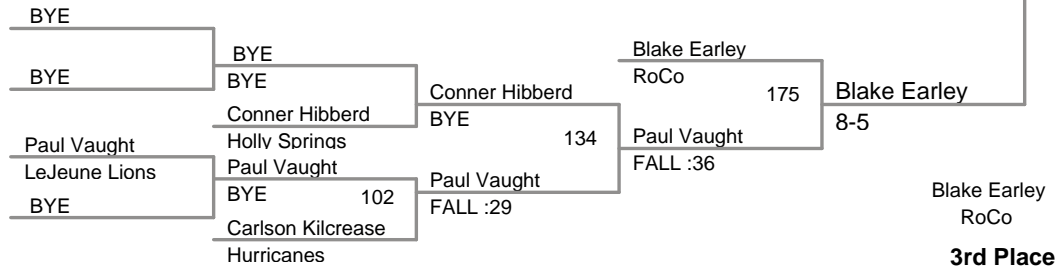 BYE
BYE
BYE
BYE
Conner Hibberd
Holly Springs
Conner Hibberd
BYE
Paul Vaught
LeJeune Lions
BYE
Paul Vaught
BYE
102
Carlson Kilcrease
Hurricanes
Paul Vaught
FALL :29
134
Blake Earley
RoCo
Paul Vaught
FALL :36
175
Blake Earley
8-5
Blake Earley
RoCo
3rd Place